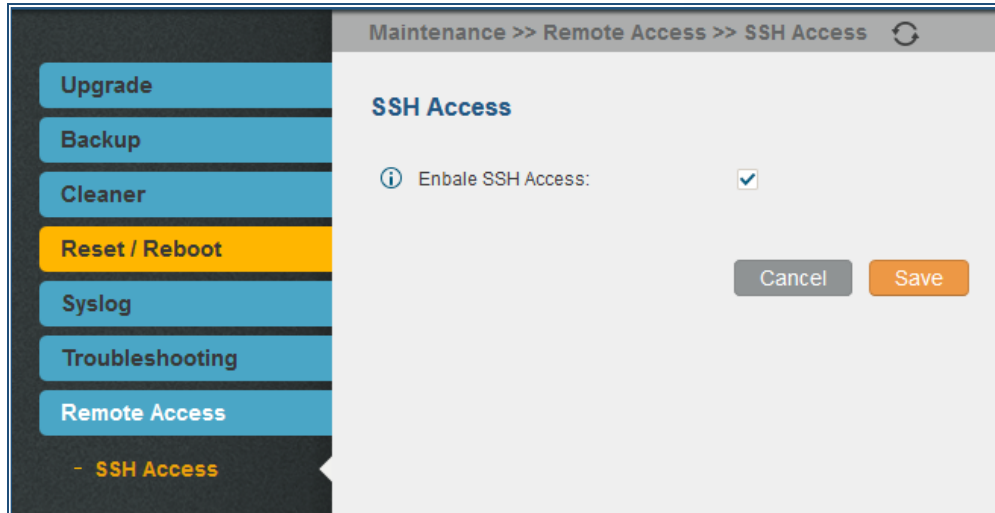 Maintenance >> Remote Access >> SSH Access
Upgrade
Backup
Cleaner
Reset / Reboot
Syslog
Troubleshooting
Remote Access
- SSH Access
SSH Access
Enbale SSH Access:
Cancel
Save